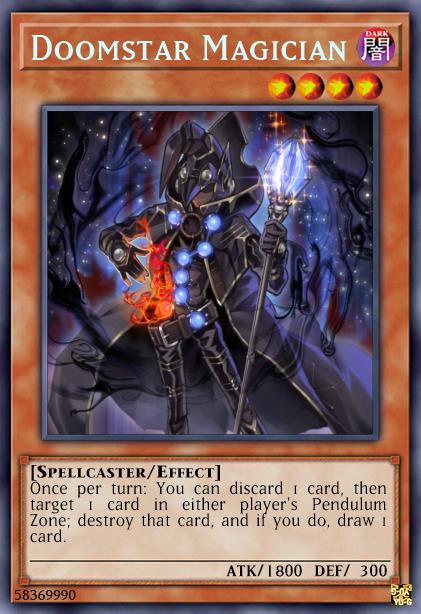 DOOMSTAR MAGICIAN
DARK
闇
[SPELLCASTER/EFFECT]
Once per turn: You can discard 1 card, then
target 1 card in either player's Pendulum
Zone; destroy that card, and if you do, draw 1
card.
ATK/1800 DEF/ 300
58369990